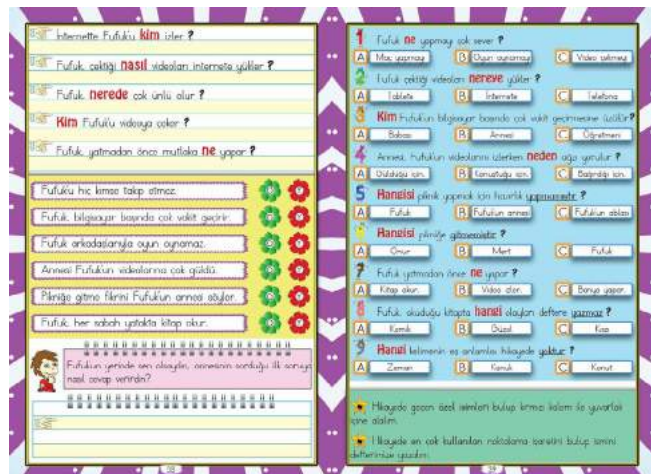 İnternette Fufuk'u kim izler ?
Fufuk, çektiği nasıl videoları internete yükler ?
Fufuk, nerede çok ünlü olur ?
Kim Fufuk'u videoya çeker ?
Fufuk, yatmadan önce mutlaka ne yapar ?
Fufuk'u hiç kimse takip etmez.
Fufuk, bilgisayar başında çok vakit geçirir.
Fufuk arkadaşlarıyla oyun oynamaz.
Annesi Fufuk'un videolarına çok güldü.
Pikniğe gitme fikrini Fufuk'un annesi söyler.
Fufuk, her sabah yatakta kitap okur.
Fufuk'un yerinde sen olsaydın, annesinin sorduğu ilk soruya
nasıl cevap verirdin?
1 Fufuk ne yapmayı çok sever ?
A Maç yapmayı B Oyun oynamayı C Video çekmeyi
2 Fufuk çektiği videoları nereye yükler ?
A Tablete B İnternete C Telefona
3 Kim Fufuk'un bilgisayar başında çok vakit geçirmesine üzülür?
A Babası B Annesi C Öğretmeni
4 Annesi, Fufuk'un videolarını izlerken neden ağzı yorulur ?
A Güldüğü için. B Konuştuğu için. C Bağırdığı için.
5 Hangisi piknik yapmak için hazırlık yapmamıştır ?
A Fufuk B Fufuk'un annesi C Fufuk'un ablası
6 Hangisi pikniğe gitmemiştir ?
A Onur B Mert C Fufuk
7 Fufuk yatmadan önce ne yapar ?
A Kitap okur. B Video izler. C Banyo yapar.
8 Fufuk, okuduğu kitapta hangi olayları deftere yazmaz ?
A Komik B Güzel C Kısa
9 Hangi kelimenin eş anlamlısı hikayede yoktur ?
A Zaman B Konuk C Konut
Hikayede geçen özel isimleri bulup kırmızı kalem ile yuvarlak
içine alalım.
Hikayede en çok kullanılan noktalama işaretini bulup ismini
defterimize yazalım.